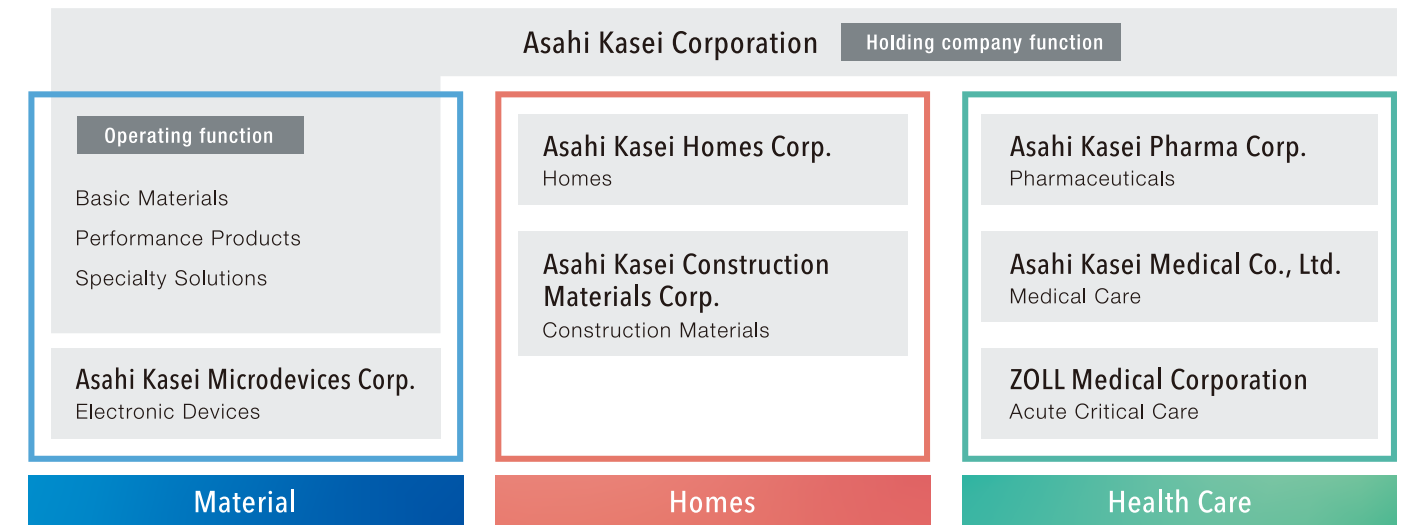 Asahi Kasei Corporation
Holding company function
Operating function
Basic Materials
Performance Products
Specialty Solutions
Asahi Kasei Microdevices Corp.
Electronic Devices
Material
Asahi Kasei Homes Corp.
Homes
Asahi Kasei Construction
Materials Corp.
Construction Materials
Homes
Asahi Kasei Pharma Corp.
Pharmaceuticals
Asahi Kasei Medical Co., Ltd.
Medical Care
ZOLL Medical Corporation
Acute Critical Care
Health Care